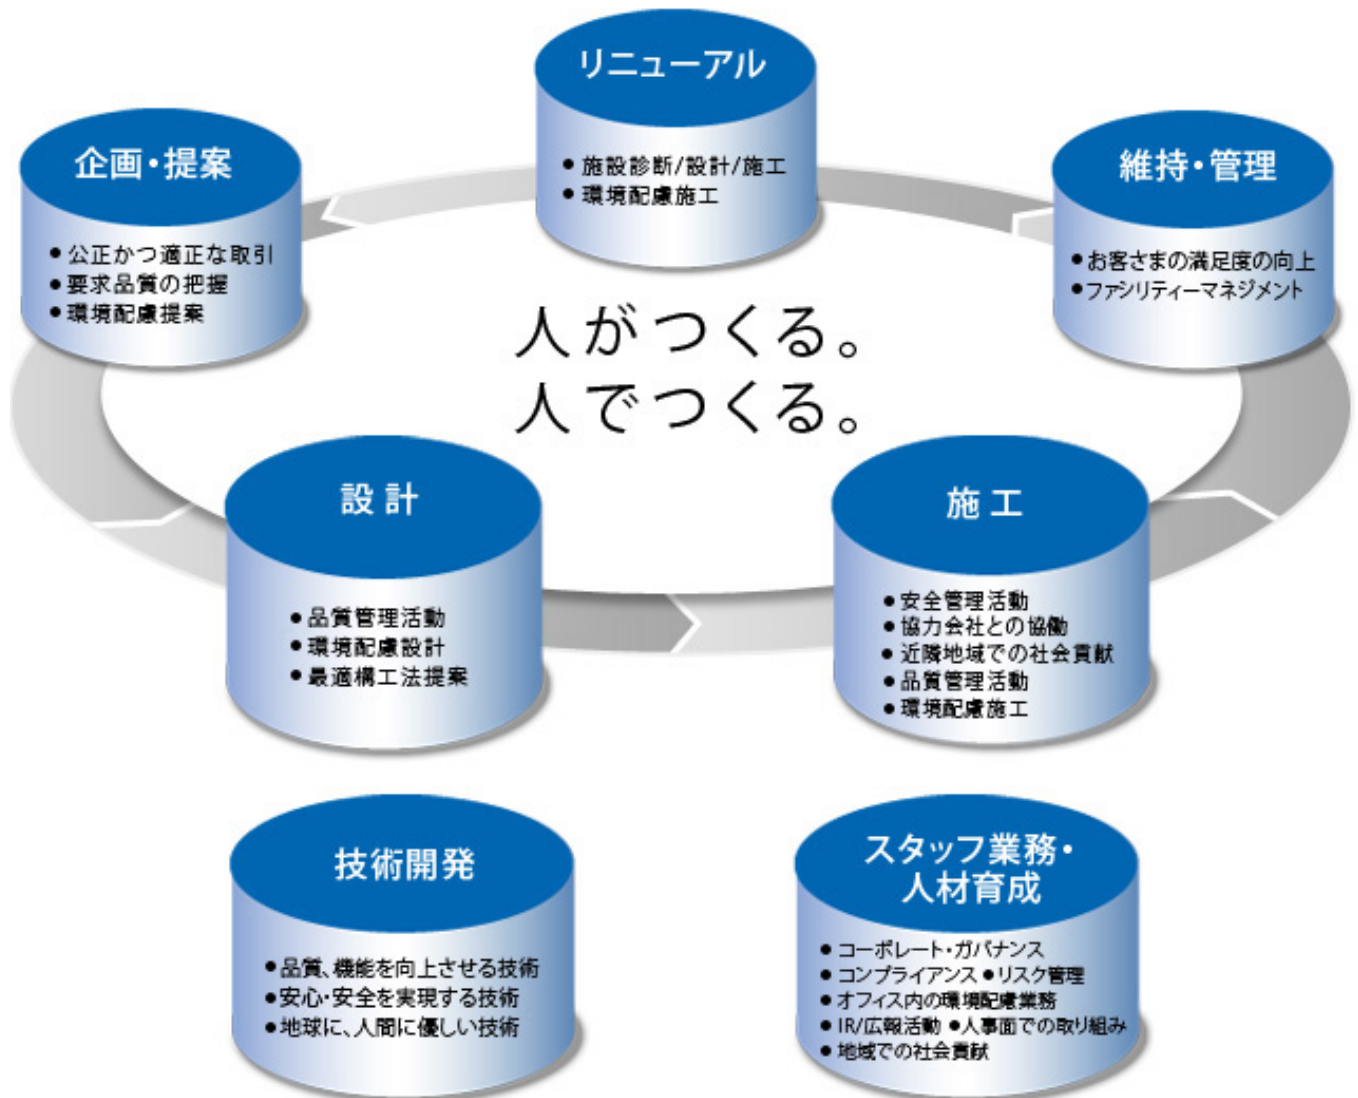 リニューアル
● 施設診断/設計/施工
● 環境配慮施工
企画・提案
● 公正かつ適正な取引
● 要求品質の把握
● 環境配慮提案
維持・管理
● お客さまの満足度の向上
● ファシリティーマネジメント
人がつくる。
人でつくる。
設計
● 品質管理活動
● 環境配慮設計
● 最適構工法提案
施工
● 安全管理活動
● 協力会社との協働
● 近隣地域での社会貢献
● 品質管理活動
● 環境配慮施工
技術開発
● 品質、機能を向上させる技術
● 安心・安全を実現する技術
● 地球に、人間に優しい技術
スタッフ業務・
人材育成
● コーポレート・ガバナンス
● コンプライアンス ● リスク管理
● オフィス内の環境配慮業務
● IR/広報活動 ● 人事面での取り組み
● 地域での社会貢献